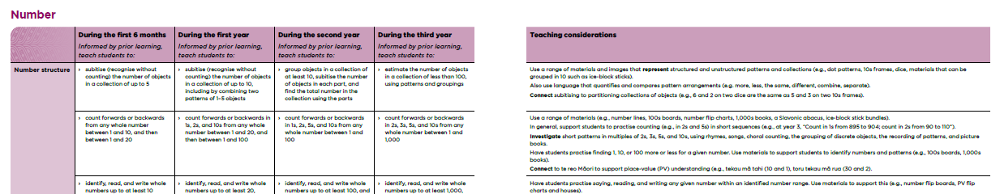 Number
During the first 6 months
Informed by prior learning,
teach students to:
During the first year
Informed by prior learning,
teach students to:
During the second year
Informed by prior learning,
teach students to:
During the third year
Informed by prior learning,
teach students to:
Teaching considerations
Number structure
› subitise (recognise without
counting) the number of objects
in a collection of up to 5
› subitise (recognise without
counting) the number of objects
in a collection of up to 10,
including by combining two
patterns of 1–5 objects
› group objects in a collection of
at least 10, subitise the number
of objects in each part, and
find the total number in the
collection using the parts
› estimate the number of objects
in a collection of less than 100,
using patterns and groupings
Use a range of materials and images that represent structured and unstructured patterns and collections (e.g., dot patterns, 10s frames, dice, materials that can be
grouped in 10 such as ice-block sticks).
Also use language that quantifies and compares pattern arrangements (e.g. more, less, the same, different, combine, separate).
Connect subitising to partitioning collections of objects (e.g., 6 and 2 on two dice are the same as 5 and 3 on two 10s frames).
› count forwards or backwards
from any whole number
between 1 and 10, and then
between 1 and 20
› count forwards or backwards in
1s, 2s, and 10s from any whole
number between 1 and 20, and
then between 1 and 100
› count forwards or backwards
in 1s, 2s, 5s, and 10s from any
whole number between 1 and
100
› count forwards or backwards
in 2s, 3s, 5s, and 10s from any
whole number between 1 and
1,000
Use a range of materials (e.g., number lines, 100s boards, number flip charts, 1,000s books, a Slavonic abacus, ice-block stick bundles).
In general, support students to practise counting (e.g., in 2s and 5s) in short sequences (e.g., at year 3, “Count in 1s from 895 to 904; count in 2s from 90 to 110”).
Investigate short patterns in multiples of 2s, 3s, 5s, and 10s, using rhymes, songs, choral counting, the grouping of discrete objects, the recording of patterns, and picture
books.
Have students practise finding 1, 10, or 100 more or less for a given number. Use materials to support students to identify numbers and patterns (e.g., 100s boards, 1,000s
books).
Connect to te reo Māori to support place-value (PV) understanding (e.g., tekau mā tahi (10 and 1), toru tekau mā rua (30 and 2).
› identify, read, and write whole
numbers up to at least 10
› identify, read, and write whole
numbers up to at least 20,
› identify, read, and write whole
numbers up to at least 100, and
› identify, read, and write whole
numbers up to at least 1,000,
Have students practise saying, reading, and writing any given number within an identified number range. Use materials to support this (e.g., number flip boards, PV flip
charts and houses).